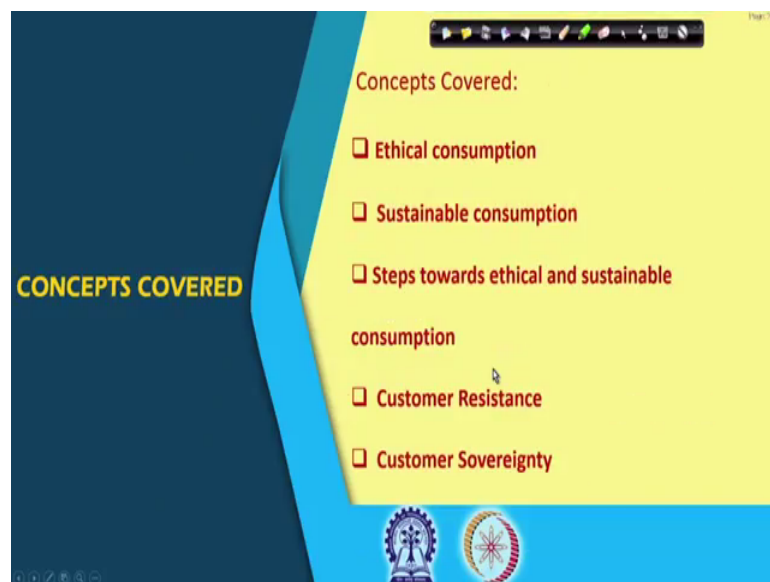 Concepts Covered:
❑ Ethical consumption
❑ Sustainable consumption
❑ Steps towards ethical and sustainable
consumption
❑ Customer Resistance
❑ Customer Sovereignty
CONCEPTS COVERED